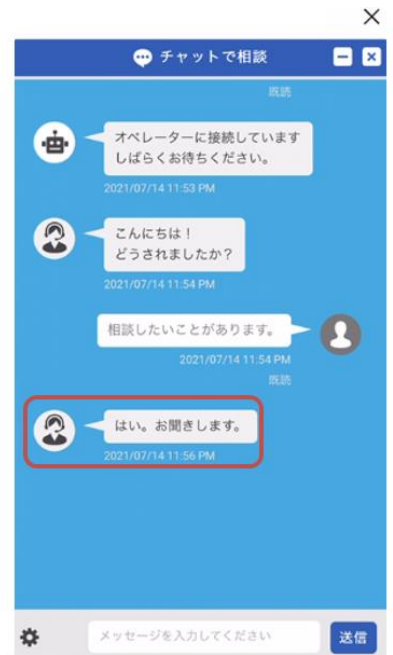 チャットで相談
既読
オペレーターに接続しています
しばらくお待ちください。
2021/07/14 11:53 PM
こんにちは！
どうされましたか？
2021/07/14 11:54 PM
相談したいことがあります。
2021/07/14 11:54 PM
既読
はい。お聞きします。
2021/07/14 11:56 PM
メッセージを入力してください
送信